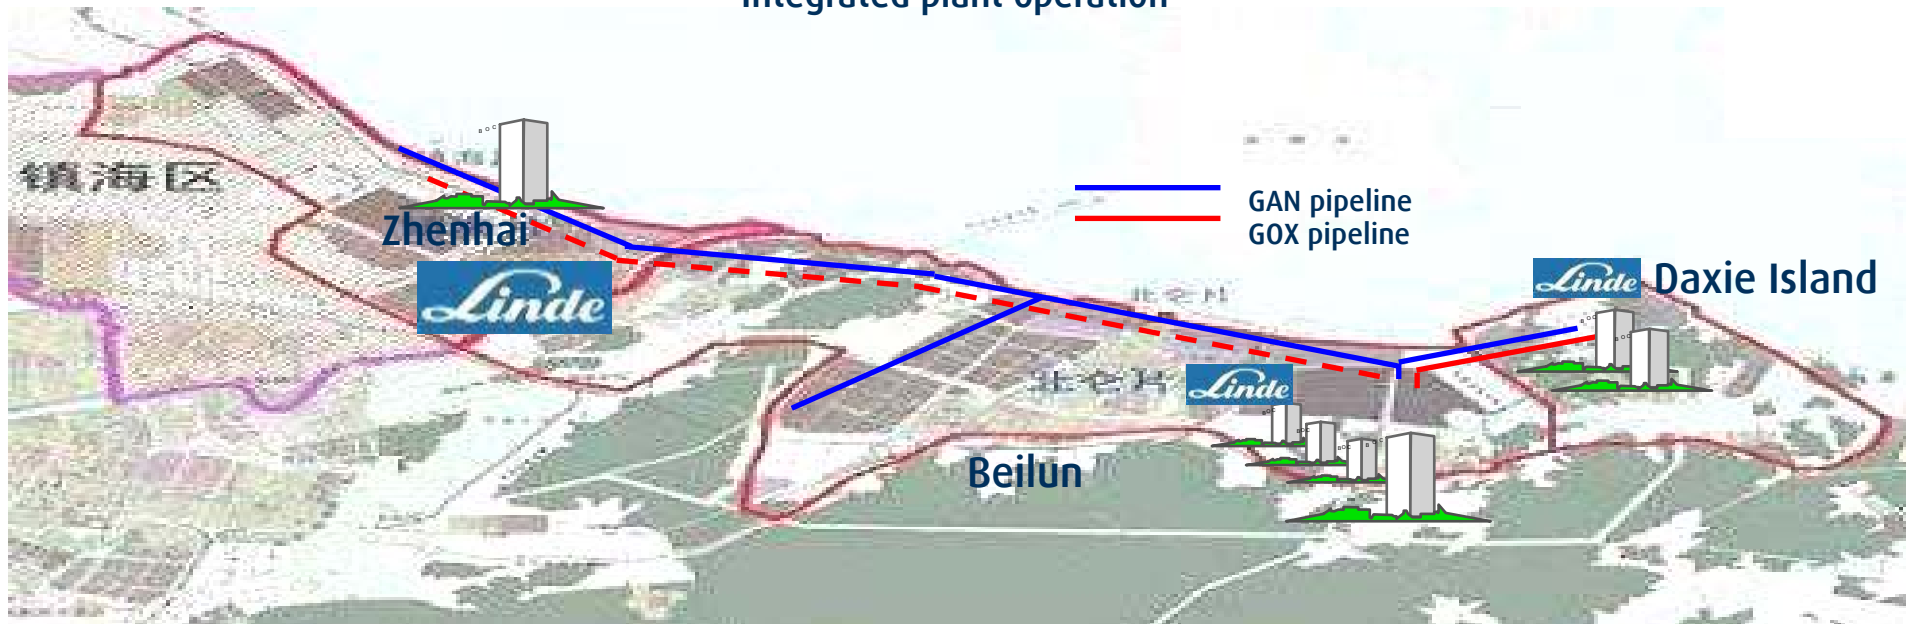 Integrated plant operation
镇海区
GAN pipeline
GOX pipeline
Zhenhai
Linde
Linde
Daxie Island
Linde
Beilun